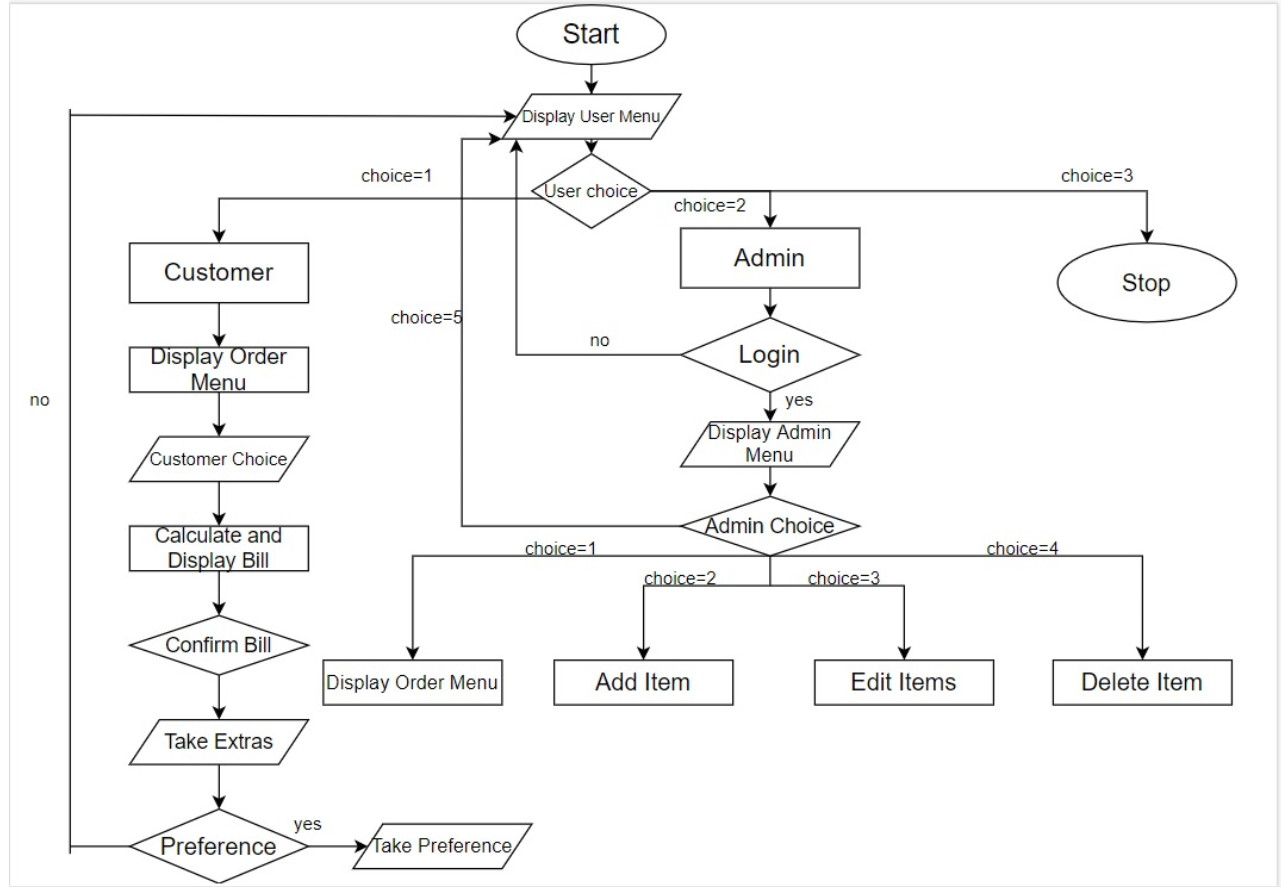 Start
Display User Menu
choice=1
User choice
choice=3
choice=2
Customer
Admin
Stop
choice=5
no
Login
Display Order
Menu
no
yes
Display Admin
Menu
Customer Choice
Admin Choice
Calculate and
Display Bill
choice=1
choice=4
choice=2
choice=3
Confirm Bill
Display Order Menu
Add Item
Edit Items
Delete Item
Take Extras
yes
Preference
Take Preference